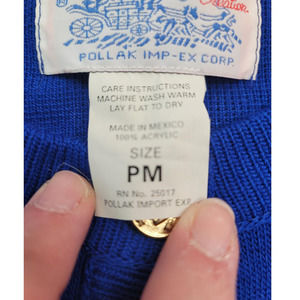 POLLAK IMP-EX CORP.
CARE INSTRUCTIONS
MACHINE WASH WARM
LAY FLAT TO DRY
MADE IN MEXICO
100% ACRYLIC
SIZE
PM
RN No. 25017
POLLAK IMPORT EXP.